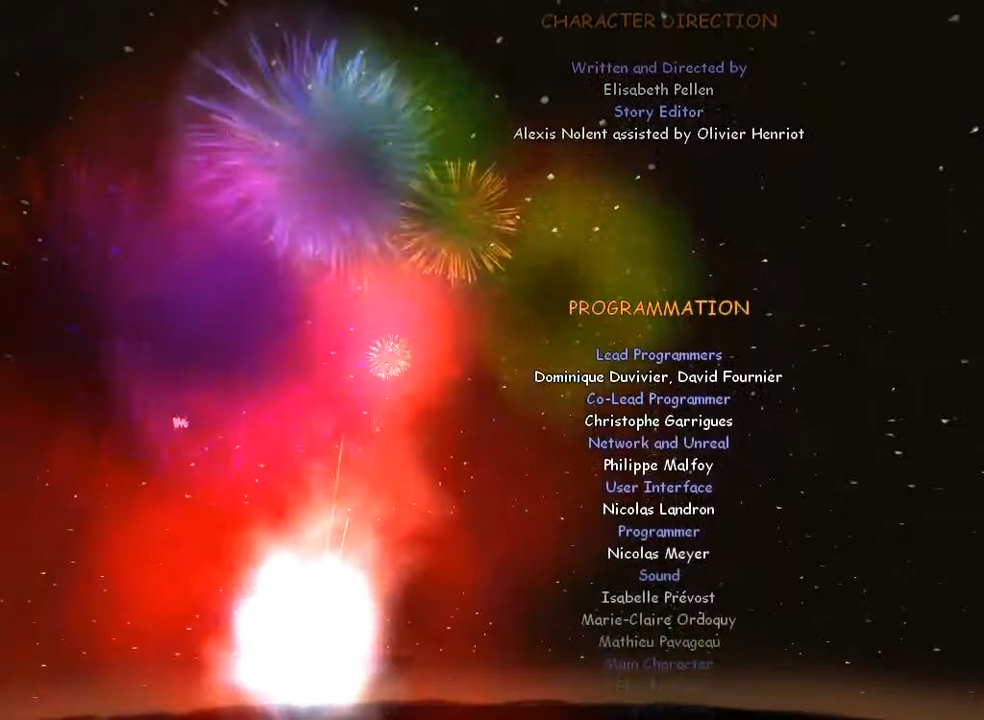 CHARACTER DIRECTION
Written and Directed by
Elisabeth Pellen
Story Editor
Alexis Nolent assisted by Olivier Henriot
PROGRAMMATION
Lead Programmers
Dominique Duvivier, David Fournier
Co-Lead Programmer
Christophe Garrigues
Network and Unreal
Philippe Malfoy
User Interface
Nicolas Landron
Programmer
Nicolas Meyer
Sound
Isabelle Prévost
Marie-Claire Ordoquy
Mathieu Pavageau
Main Character